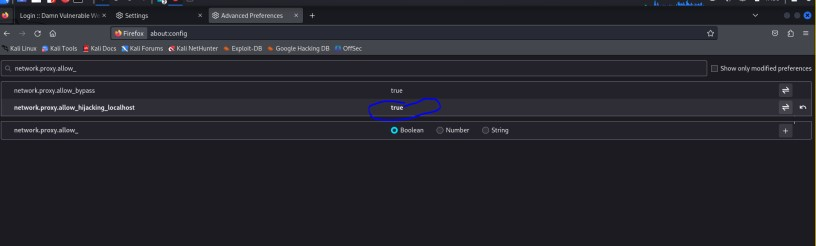 Login :: Damn Vulnerable We
Settings
Advanced Preferences
Firefox about:config
Kali Linux Kali Tools Kali Docs Kali Forums Kali NetHunter Exploit-DB Google Hacking DB OffSec
network.proxy.allow_
Show only modified preferences
network.proxy.allow_bypass true
network.proxy.allow_hijacking_localhost true
network.proxy.allow_ Boolean Number String